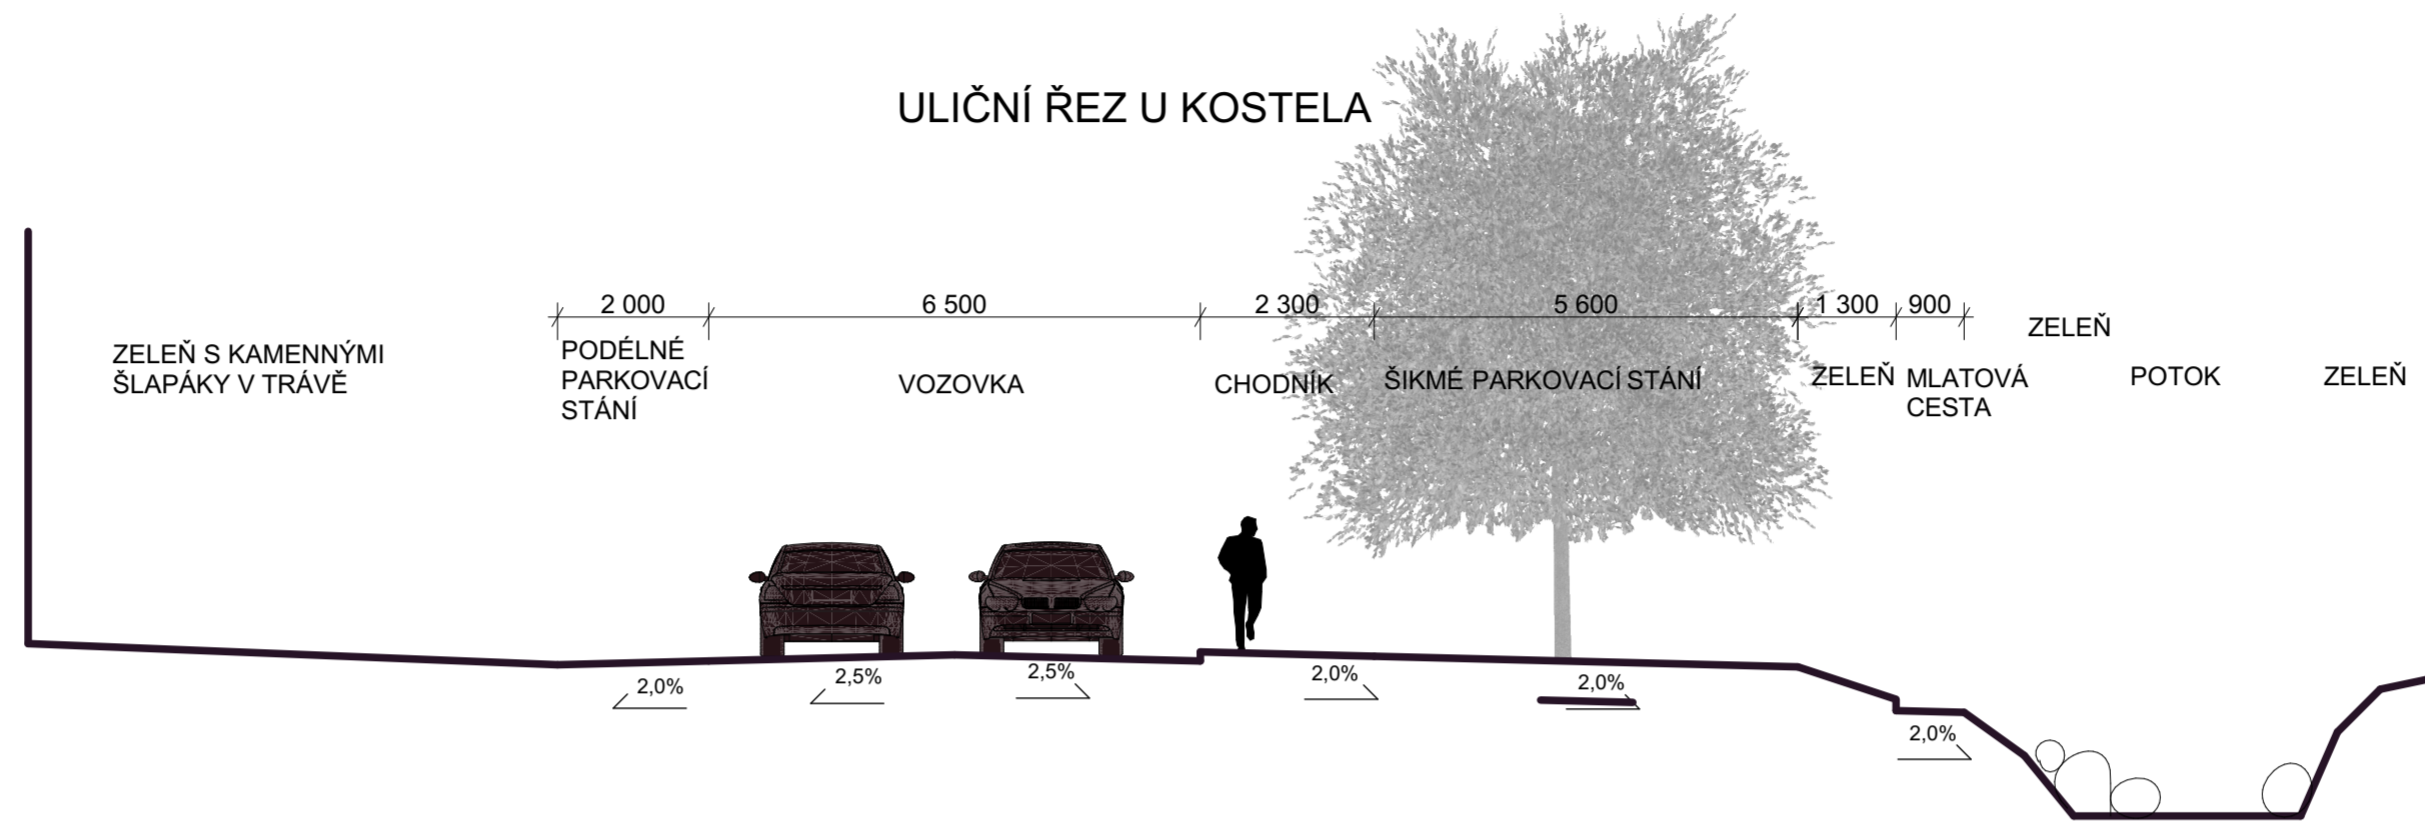 ULIČNÍ ŘEZ U KOSTELA
2 000
6 500
2 300
5 600
1 300
900
ZELEŇ S KAMENNÝMI
ŠLAPÁKY V TRÁVĚ
PODÉLNÉ
PARKOVACÍ
STÁNÍ
VOZOVKA
CHODNÍK
ŠIKMÉ PARKOVACÍ STÁNÍ
ZELEŇ
MLATOVÁ
CESTA
ZELEŇ
POTOK
ZELEŇ
2,0%
2,5%
2,5%
2,0%
2,0%
2,0%